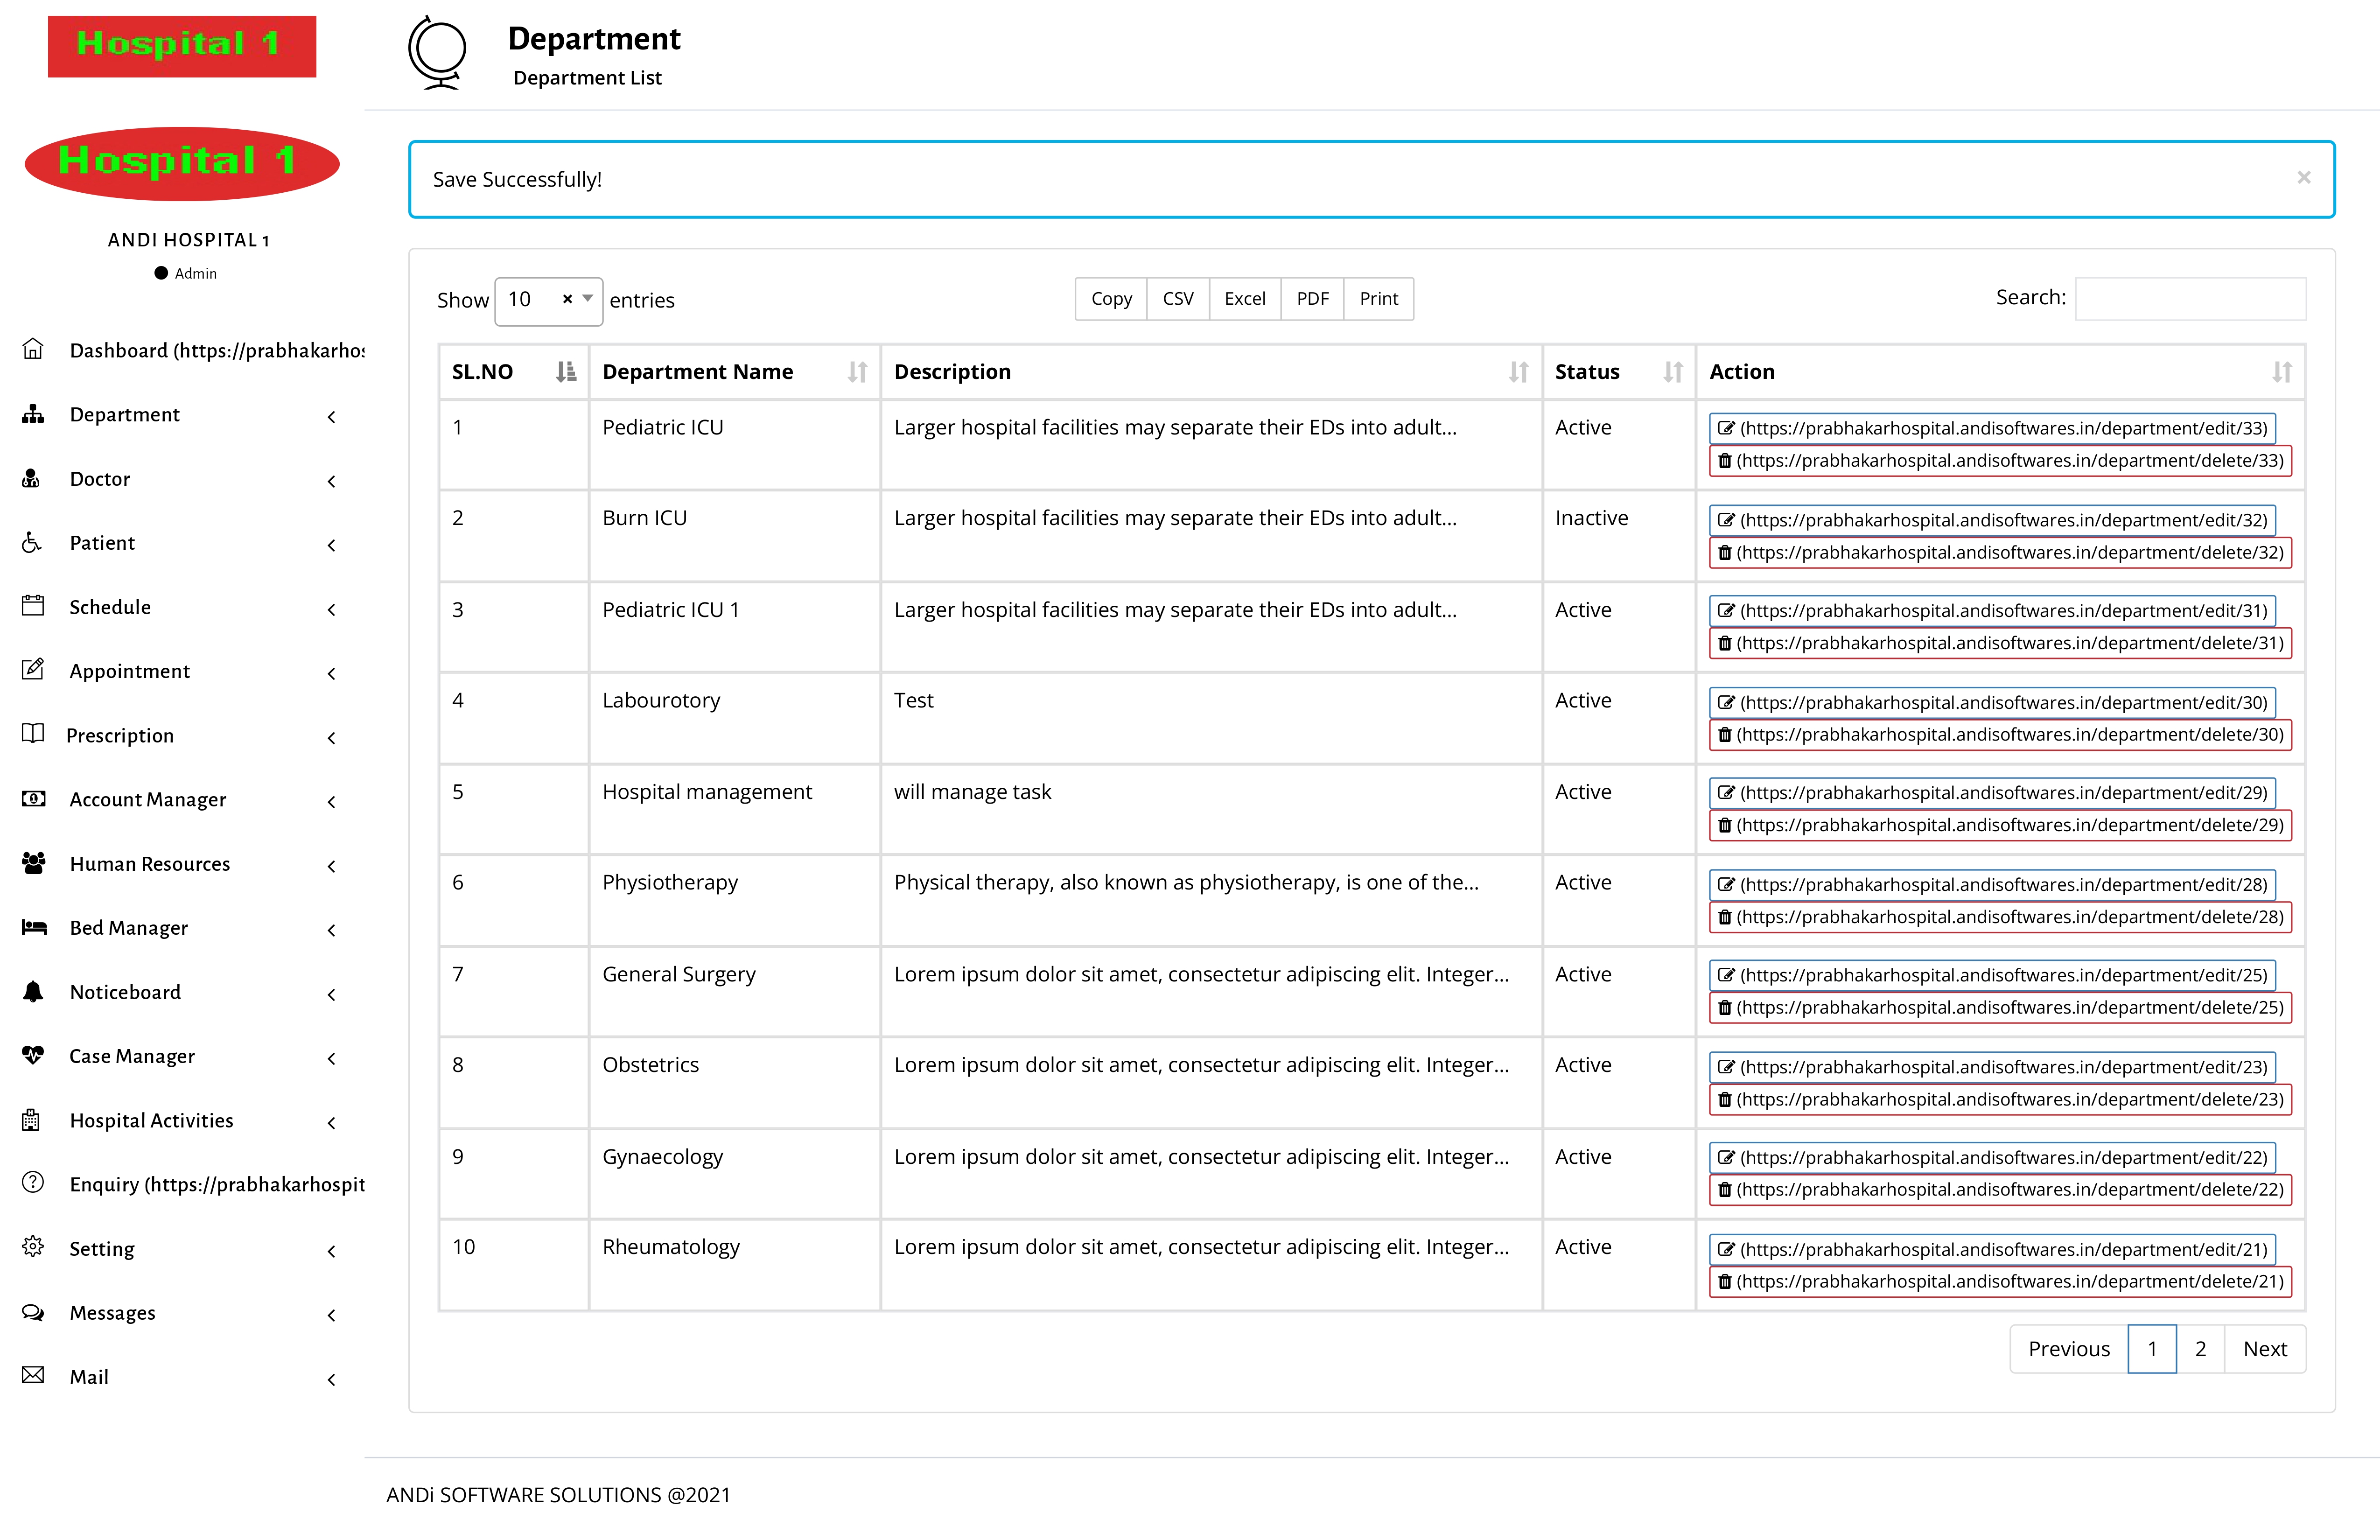 Hospital 1
Hospital 1
ANDI HOSPITAL 1
Admin
Dashboard (https://prabhakarhos
Department
Doctor
Patient
Schedule
Appointment
Prescription
Account Manager
Human Resources
Bed Manager
Noticeboard
Case Manager
Hospital Activities
Enquiry (https://prabhakarhospit
Setting
Messages
Mail
Department
Department List
Save Successfully!
×
Show 10 × entries
Copy CSV Excel PDF Print
Search:
SL.NO Department Name Description Status Action
1 Pediatric ICU Larger hospital facilities may separate their EDs into adult... Active (https://prabhakarhospital.andisoftwares.in/department/edit/33)
(https://prabhakarhospital.andisoftwares.in/department/delete/33)
2 Burn ICU Larger hospital facilities may separate their EDs into adult... Inactive (https://prabhakarhospital.andisoftwares.in/department/edit/32)
(https://prabhakarhospital.andisoftwares.in/department/delete/32)
3 Pediatric ICU 1 Larger hospital facilities may separate their EDs into adult... Active (https://prabhakarhospital.andisoftwares.in/department/edit/31)
(https://prabhakarhospital.andisoftwares.in/department/delete/31)
4 Labourotory Test Active (https://prabhakarhospital.andisoftwares.in/department/edit/30)
(https://prabhakarhospital.andisoftwares.in/department/delete/30)
5 Hospital management will manage task Active (https://prabhakarhospital.andisoftwares.in/department/edit/29)
(https://prabhakarhospital.andisoftwares.in/department/delete/29)
6 Physiotherapy Physical therapy, also known as physiotherapy, is one of the... Active (https://prabhakarhospital.andisoftwares.in/department/edit/28)
(https://prabhakarhospital.andisoftwares.in/department/delete/28)
7 General Surgery Lorem ipsum dolor sit amet, consectetur adipiscing elit. Integer... Active (https://prabhakarhospital.andisoftwares.in/department/edit/25)
(https://prabhakarhospital.andisoftwares.in/department/delete/25)
8 Obstetrics Lorem ipsum dolor sit amet, consectetur adipiscing elit. Integer... Active (https://prabhakarhospital.andisoftwares.in/department/edit/23)
(https://prabhakarhospital.andisoftwares.in/department/delete/23)
9 Gynaecology Lorem ipsum dolor sit amet, consectetur adipiscing elit. Integer... Active (https://prabhakarhospital.andisoftwares.in/department/edit/22)
(https://prabhakarhospital.andisoftwares.in/department/delete/22)
10 Rheumatology Lorem ipsum dolor sit amet, consectetur adipiscing elit. Integer... Active (https://prabhakarhospital.andisoftwares.in/department/edit/21)
(https://prabhakarhospital.andisoftwares.in/department/delete/21)
Previous 1 2 Next
ANDi SOFTWARE SOLUTIONS @2021